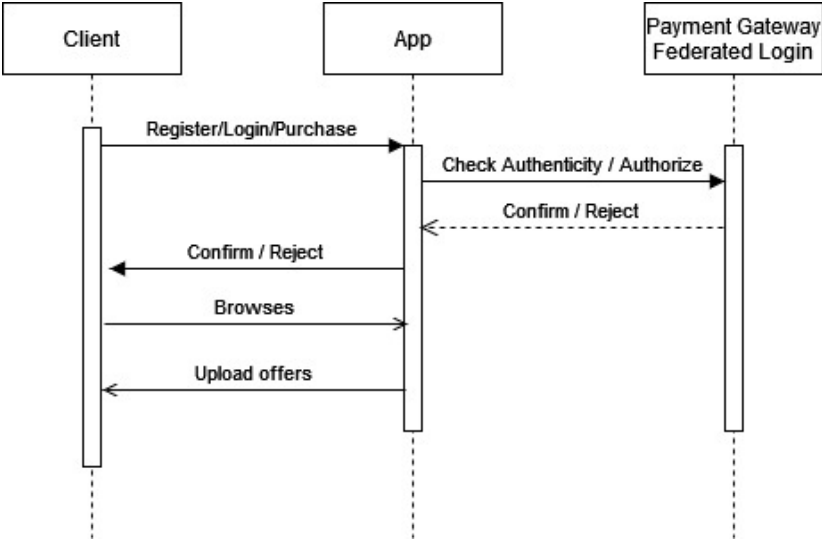 Client
App
Payment Gateway
Federated Login
Register/Login/Purchase
Check Authenticity / Authorize
Confirm / Reject
Confirm / Reject
Browses
Upload offers